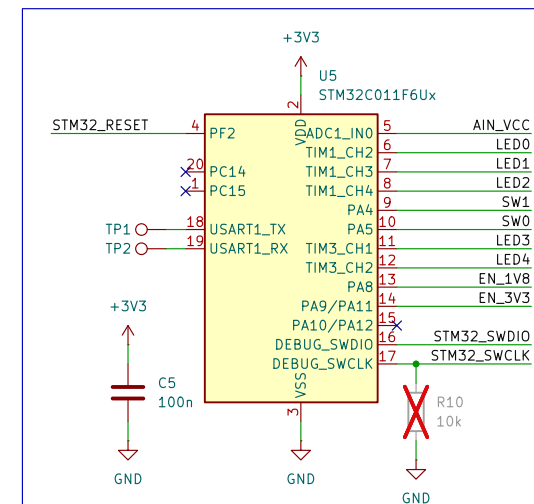 +3V3
U5
STM32C011F6Ux
2
VDD
STM32_RESET
4
PF2
ADC1_IN0
5
AIN_VCC
TIM1_CH2
6
LED0
20
PC14
TIM1_CH3
7
LED1
1
PC15
TIM1_CH4
8
LED2
PA4
9
SW1
TP1
18
USART1_TX
PA5
10
SW0
TP2
19
USART1_RX
TIM3_CH1
11
LED3
TIM3_CH2
12
LED4
PA8
13
EN_1V8
+3V3
PA9/PA11
14
EN_3V3
PA10/PA12
15
DEBUG_SWDIO
16
STM32_SWDIO
DEBUG_SWCLK
17
STM32_SWCLK
C5
100n
VSS
3
R10
10k
GND
GND
GND